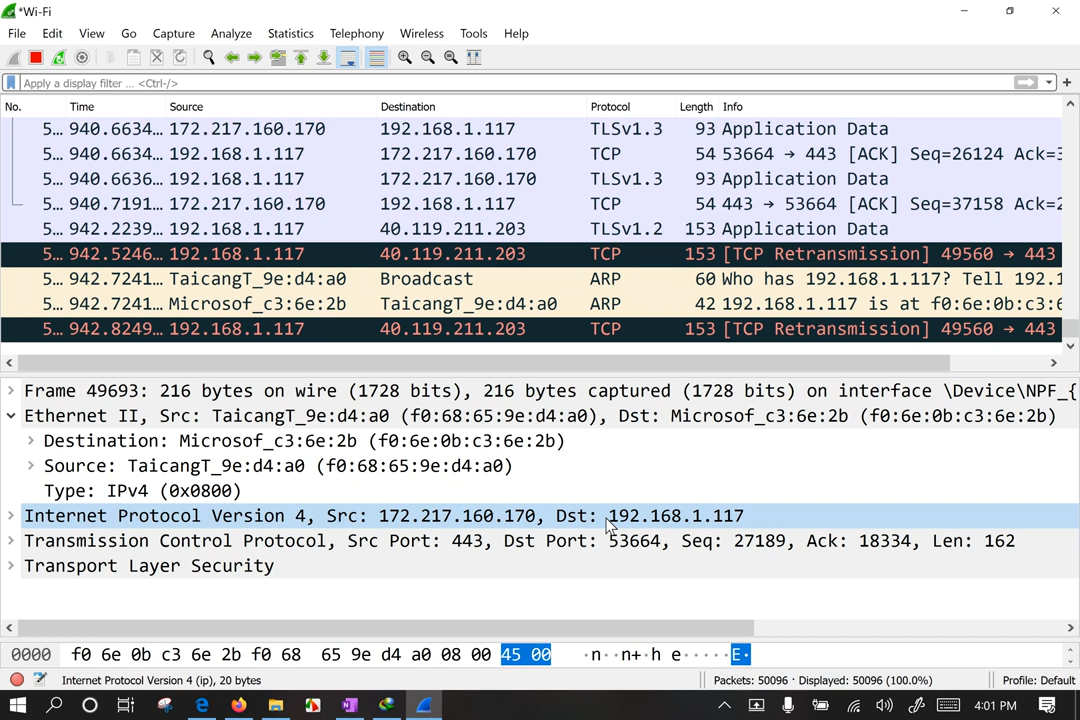 *Wi-Fi
File Edit View Go Capture Analyze Statistics Telephony Wireless Tools Help
Apply a display filter ... <Ctrl-/>
No. Time Source Destination Protocol Length Info
5… 940.6634… 172.217.160.170 192.168.1.117 TLSv1.3 93 Application Data
5… 940.6634… 192.168.1.117 172.217.160.170 TCP 54 53664 → 443 [ACK] Seq=26124 Ack=3
5… 940.6636… 192.168.1.117 172.217.160.170 TLSv1.3 93 Application Data
5… 940.7191… 172.217.160.170 192.168.1.117 TCP 54 443 → 53664 [ACK] Seq=37158 Ack=2
5… 942.2239… 192.168.1.117 40.119.211.203 TLSv1.2 153 Application Data
5… 942.5246… 192.168.1.117 40.119.211.203 TCP 153 [TCP Retransmission] 49560 → 443
5… 942.7241… TaicangT_9e:d4:a0 Broadcast ARP 60 Who has 192.168.1.117? Tell 192.1
5… 942.7241… Microsof_c3:6e:2b TaicangT_9e:d4:a0 ARP 42 192.168.1.117 is at f0:6e:0b:c3:6
5… 942.8249… 192.168.1.117 40.119.211.203 TCP 153 [TCP Retransmission] 49560 → 443
Frame 49693: 216 bytes on wire (1728 bits), 216 bytes captured (1728 bits) on interface \Device\NPF_{
Ethernet II, Src: TaicangT_9e:d4:a0 (f0:68:65:9e:d4:a0), Dst: Microsof_c3:6e:2b (f0:6e:0b:c3:6e:2b)
Destination: Microsof_c3:6e:2b (f0:6e:0b:c3:6e:2b)
Source: TaicangT_9e:d4:a0 (f0:68:65:9e:d4:a0)
Type: IPv4 (0x0800)
Internet Protocol Version 4, Src: 172.217.160.170, Dst: 192.168.1.117
Transmission Control Protocol, Src Port: 443, Dst Port: 53664, Seq: 27189, Ack: 18334, Len: 162
Transport Layer Security
0000 f0 6e 0b c3 6e 2b f0 68 65 9e d4 a0 08 00 45 00 ·n··n+·h e·····E·
Internet Protocol Version 4 (ip), 20 bytes Packets: 50096 · Displayed: 50096 (100.0%) Profile: Default
4:01 PM